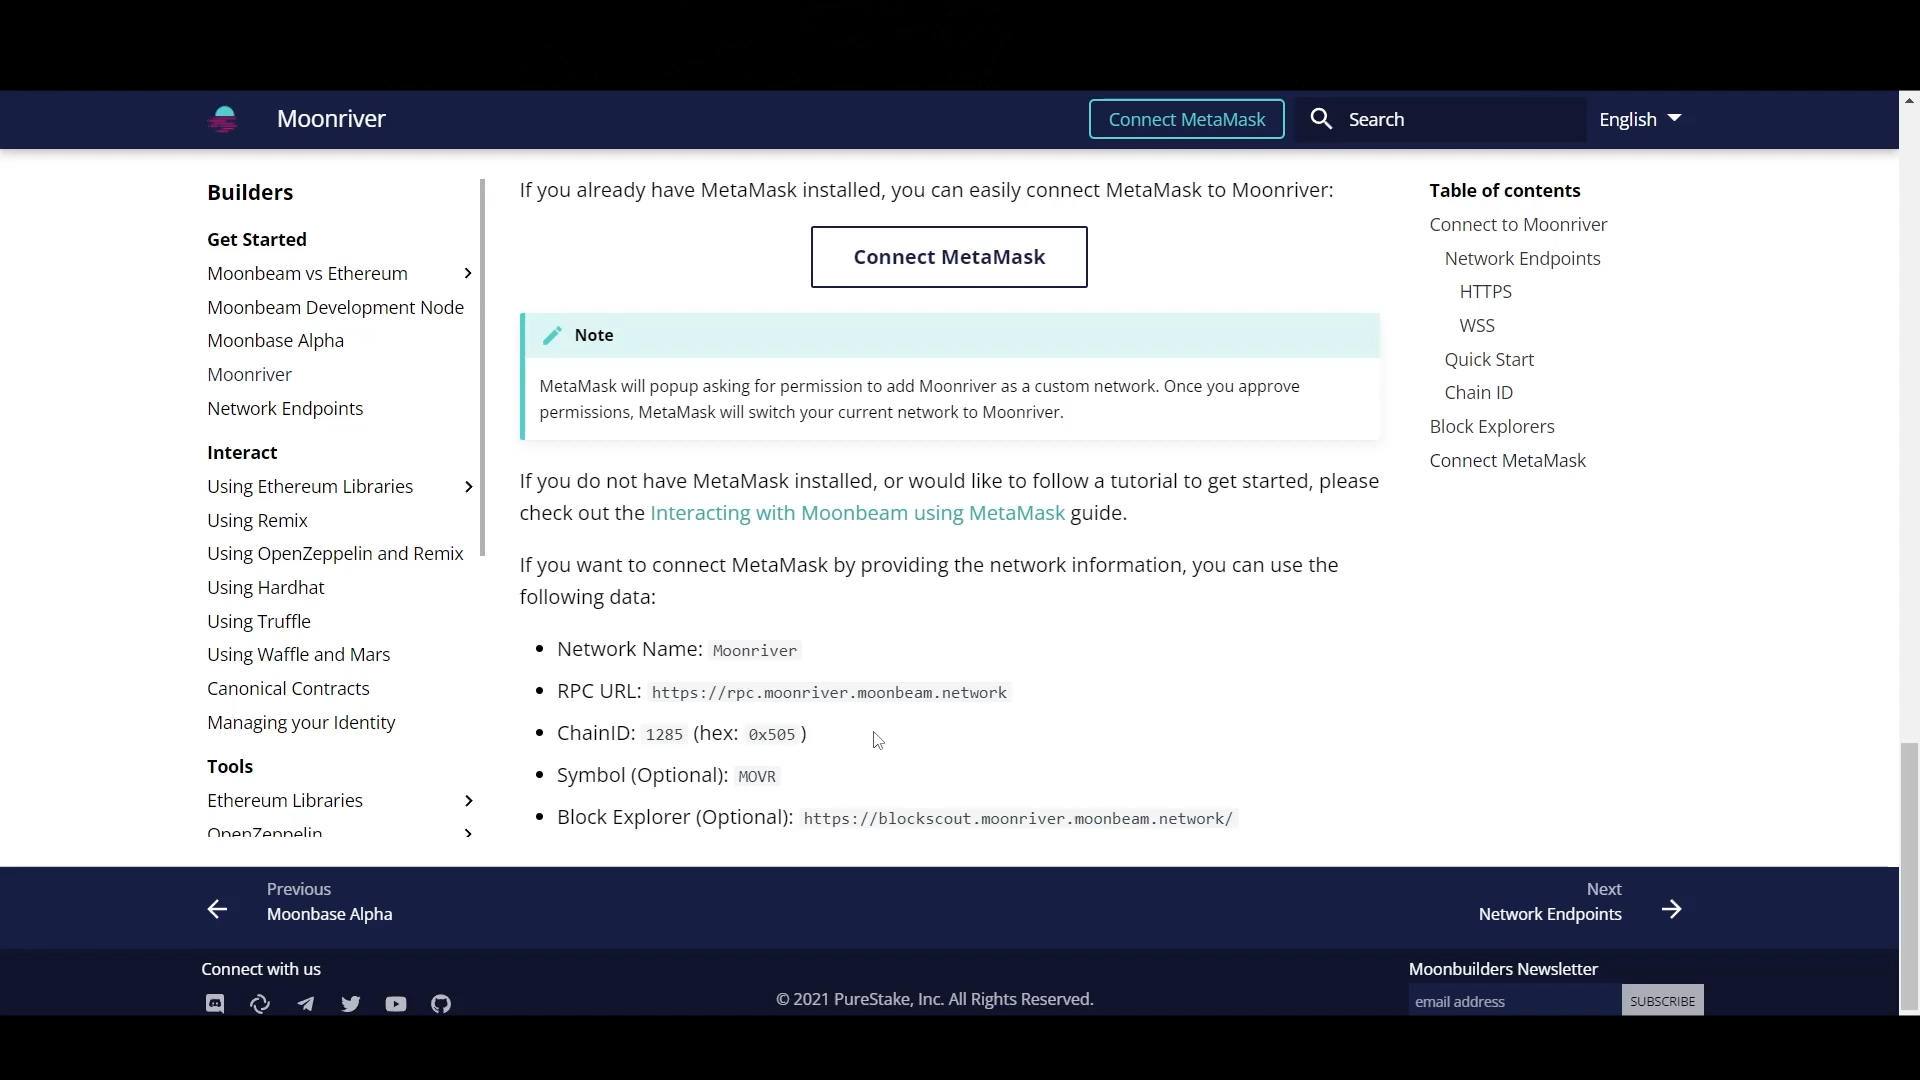 Moonriver
Connect MetaMask
Search
English
Builders
Get Started
Moonbeam vs Ethereum
Moonbeam Development Node
Moonbase Alpha
Moonriver
Network Endpoints
Interact
Using Ethereum Libraries
Using Remix
Using OpenZeppelin and Remix
Using Hardhat
Using Truffle
Using Waffle and Mars
Canonical Contracts
Managing your Identity
Tools
Ethereum Libraries
OpenZeppelin
If you already have MetaMask installed, you can easily connect MetaMask to Moonriver:
Connect MetaMask
Note
MetaMask will popup asking for permission to add Moonriver as a custom network. Once you approve
permissions, MetaMask will switch your current network to Moonriver.
If you do not have MetaMask installed, or would like to follow a tutorial to get started, please
check out the Interacting with Moonbeam using MetaMask guide.
If you want to connect MetaMask by providing the network information, you can use the
following data:
• Network Name: Moonriver
• RPC URL: https://rpc.moonriver.moonbeam.network
• ChainID: 1285 (hex: 0x505)
• Symbol (Optional): MOVR
• Block Explorer (Optional): https://blockscout.moonriver.moonbeam.network/
Table of contents
Connect to Moonriver
Network Endpoints
HTTPS
WSS
Quick Start
Chain ID
Block Explorers
Connect MetaMask
Previous
Moonbase Alpha
Next
Network Endpoints
Connect with us
© 2021 PureStake, Inc. All Rights Reserved.
Moonbuilders Newsletter
email address
SUBSCRIBE